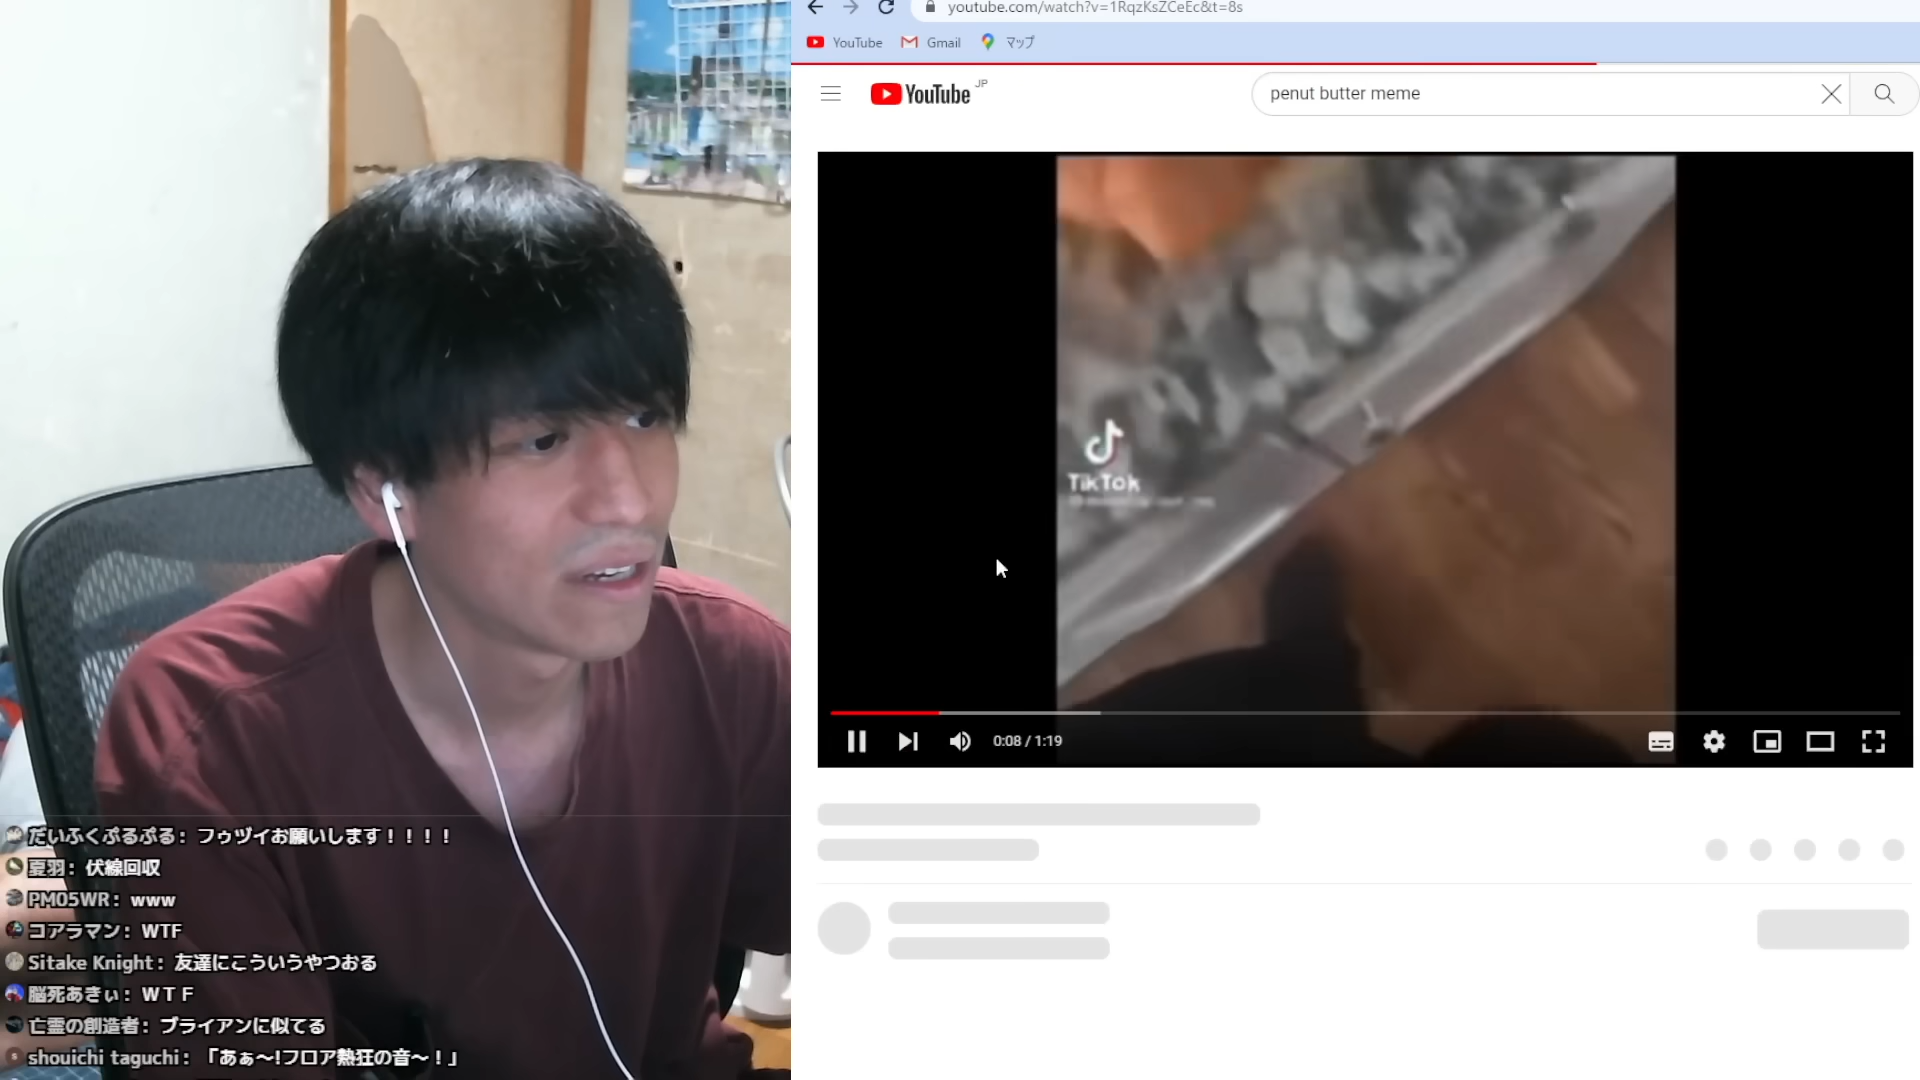 youtube.com/watch?v=1RqzKsZCeEc&t=8s
YouTube Gmail マップ
YouTube JP
penut butter meme
TikTok
0:08 / 1:19
だいふくぷるぷる: フゥヅイお願いします!!!!
夏羽: 伏線回収
PM05WR: www
コアラマン: WTF
Sitake Knight: 友達にこういうやつおる
脳死あきぃ: WTF
亡霊の創造者: ブライアンに似てる
shouichi taguchi: 「あぁ〜!フロア熱狂の音〜!」